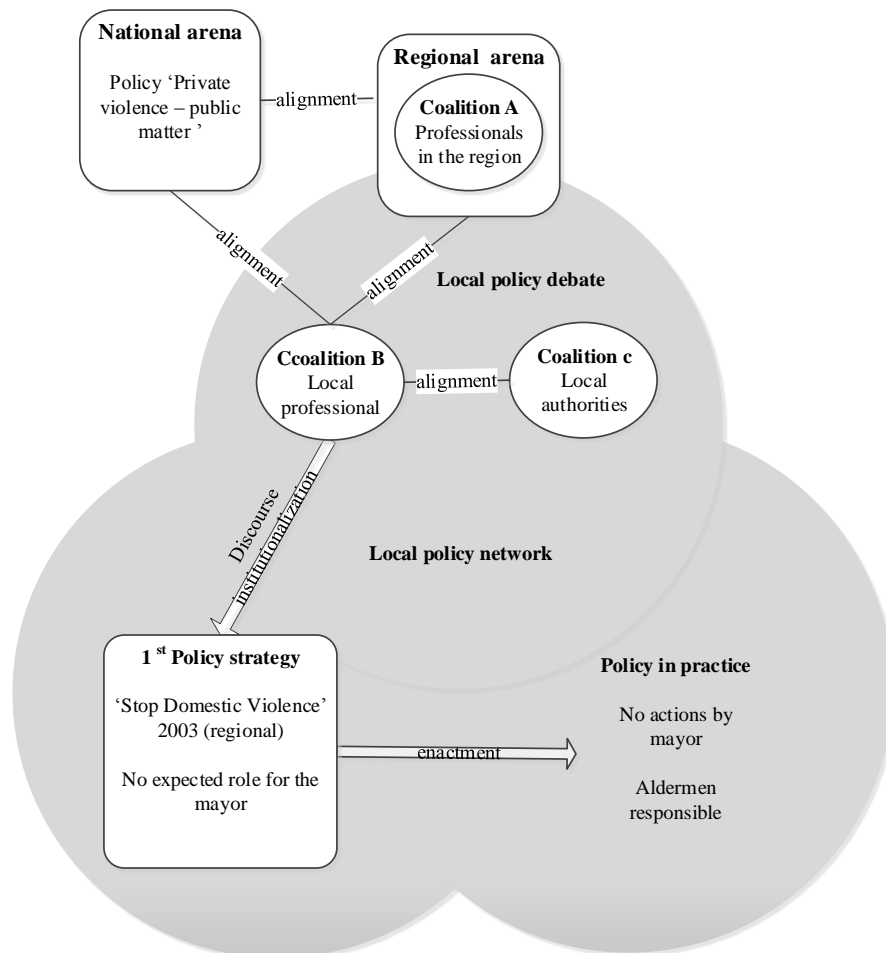 National arena
Policy ‘Private
violence – public
matter ’
alignment
Regional  arena
Coalition A
Professionals
in the region
alignment
alignment
Local policy debate
Ccoalition B
Local
professional
alignment
Coalition c
Local
authorities
Discourse
institutionalization
Local policy network
1 st Policy strategy
‘Stop Domestic Violence’
2003 (regional)
No expected role for the
mayor
enactment
Policy in practice
No actions by
mayor
Aldermen
responsible